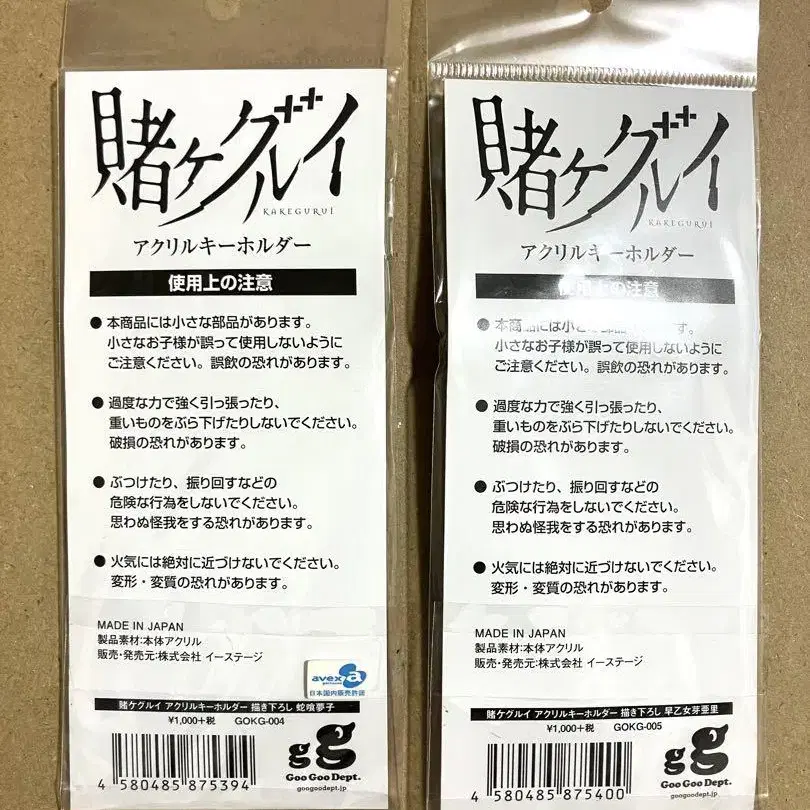 賭ケグルイ
KAKEGURUI
アクリルキーホルダー
使用上の注意
● 本商品には小さな部品があります。
小さなお子様が誤って使用しないように
ご注意ください。誤飲の恐れがあります。
● 過度な力で強く引っ張ったり、
重いものをぶら下げたりしないでください。
破損の恐れがあります。
● ぶつけたり、振り回すなどの
危険な行為をしないでください。
思わぬ怪我をする恐れがあります。
● 火気には絶対に近づけないでください。
変形・変質の恐れがあります。
MADE IN JAPAN
製品素材:本体アクリル
販売・発売元:株式会社 イーステージ
avex
日本国内販売許諾
賭ケグルイ アクリルキーホルダー 描き下ろし 蛇喰夢子
¥1,000+税 GOKG-004
4 580485 875394
gg
Goo Goo Dept.
googoodept.jp
賭ケグルイ
KAKEGURUI
アクリルキーホルダー
使用上の注意
● 本商品には小さな部品があります。
小さなお子様が誤って使用しないように
ご注意ください。誤飲の恐れがあります。
● 過度な力で強く引っ張ったり、
重いものをぶら下げたりしないでください。
破損の恐れがあります。
● ぶつけたり、振り回すなどの
危険な行為をしないでください。
思わぬ怪我をする恐れがあります。
● 火気には絶対に近づけないでください。
変形・変質の恐れがあります。
MADE IN JAPAN
製品素材:本体アクリル
販売・発売元:株式会社 イーステージ
賭ケグルイ アクリルキーホルダー 描き下ろし 早乙女芽亜里
¥1,000+税 GOKG-005
4 580485 875400
gg
Goo Goo Dept.
googoodept.jp